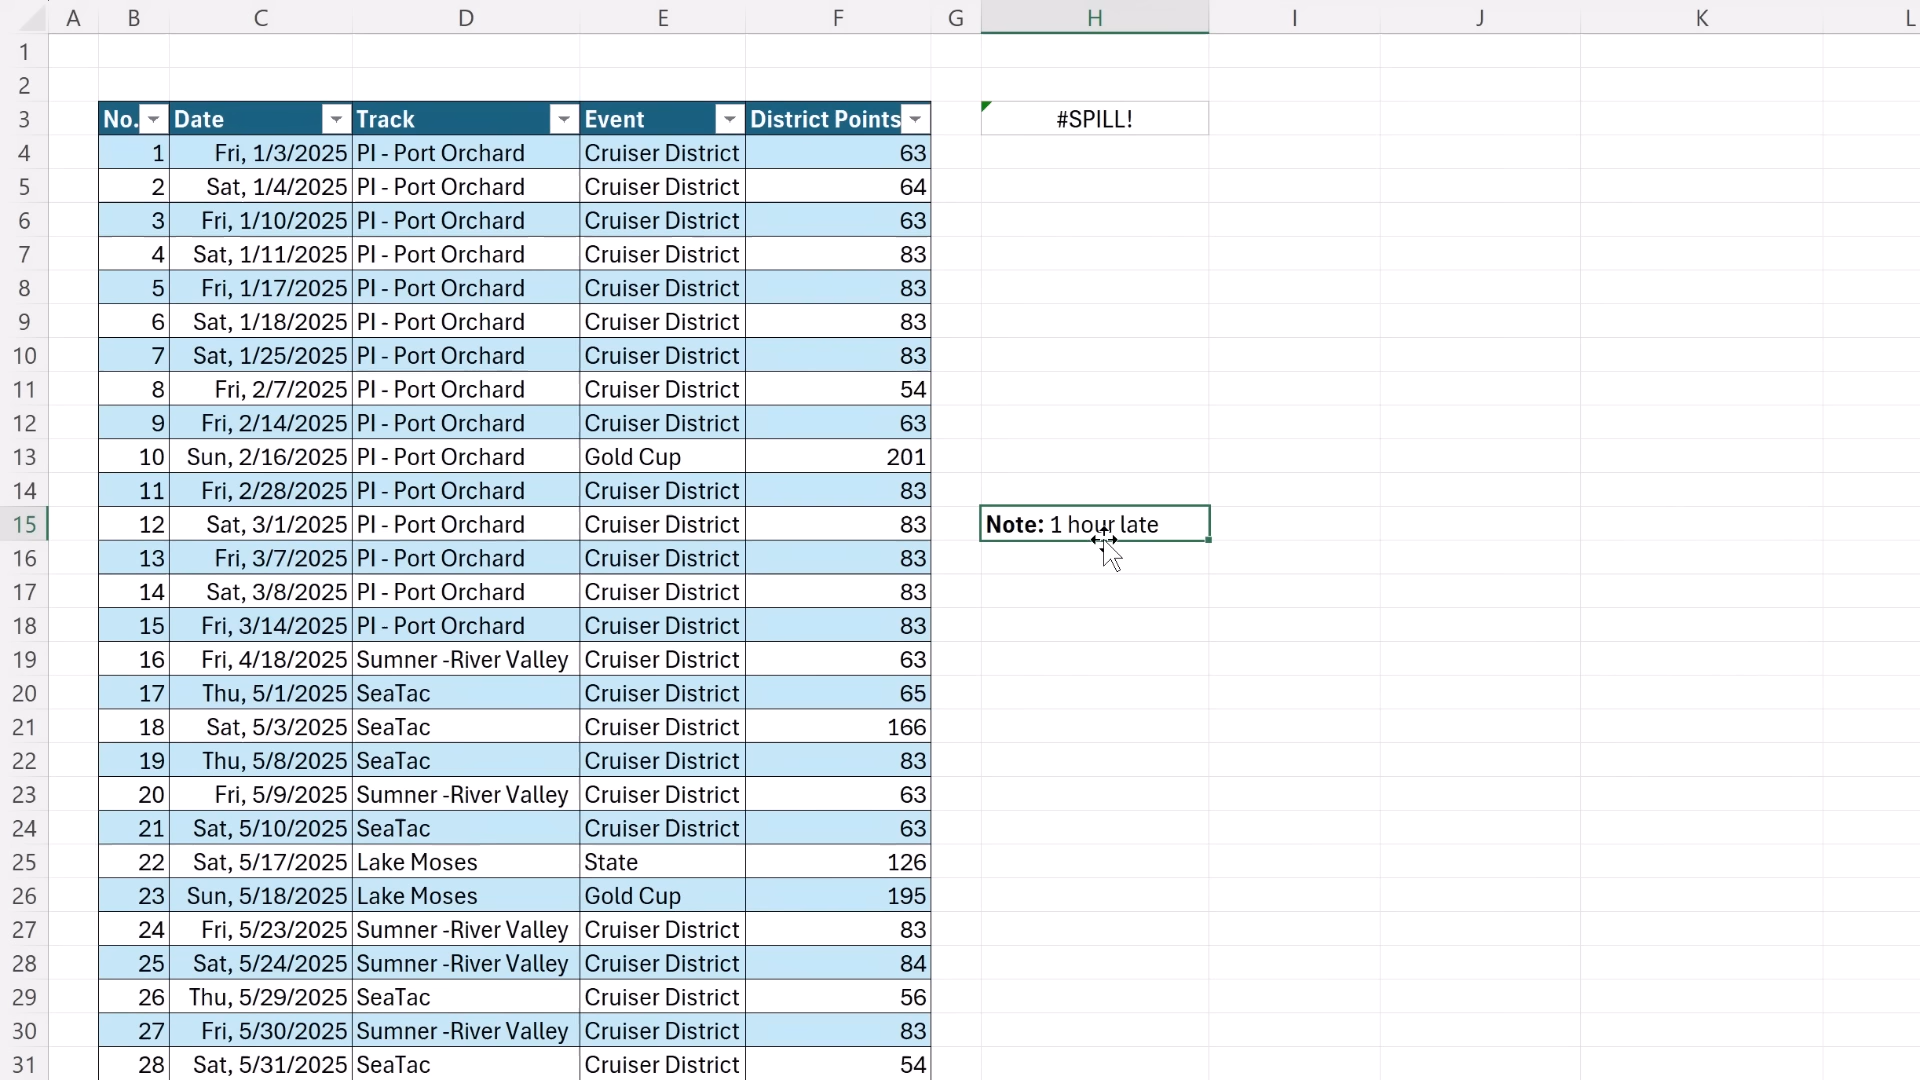 A B C D E F G H I J K L
1
2
3 No. Date Track Event District Points #SPILL!
4 1 Fri, 1/3/2025 PI - Port Orchard Cruiser District 63
5 2 Sat, 1/4/2025 PI - Port Orchard Cruiser District 64
6 3 Fri, 1/10/2025 PI - Port Orchard Cruiser District 63
7 4 Sat, 1/11/2025 PI - Port Orchard Cruiser District 83
8 5 Fri, 1/17/2025 PI - Port Orchard Cruiser District 83
9 6 Sat, 1/18/2025 PI - Port Orchard Cruiser District 83
10 7 Sat, 1/25/2025 PI - Port Orchard Cruiser District 83
11 8 Fri, 2/7/2025 PI - Port Orchard Cruiser District 54
12 9 Fri, 2/14/2025 PI - Port Orchard Cruiser District 63
13 10 Sun, 2/16/2025 PI - Port Orchard Gold Cup 201
14 11 Fri, 2/28/2025 PI - Port Orchard Cruiser District 83
15 12 Sat, 3/1/2025 PI - Port Orchard Cruiser District 83 Note: 1 hour late
16 13 Fri, 3/7/2025 PI - Port Orchard Cruiser District 83
17 14 Sat, 3/8/2025 PI - Port Orchard Cruiser District 83
18 15 Fri, 3/14/2025 PI - Port Orchard Cruiser District 83
19 16 Fri, 4/18/2025 Sumner -River Valley Cruiser District 63
20 17 Thu, 5/1/2025 SeaTac Cruiser District 65
21 18 Sat, 5/3/2025 SeaTac Cruiser District 166
22 19 Thu, 5/8/2025 SeaTac Cruiser District 83
23 20 Fri, 5/9/2025 Sumner -River Valley Cruiser District 63
24 21 Sat, 5/10/2025 SeaTac Cruiser District 63
25 22 Sat, 5/17/2025 Lake Moses State 126
26 23 Sun, 5/18/2025 Lake Moses Gold Cup 195
27 24 Fri, 5/23/2025 Sumner -River Valley Cruiser District 83
28 25 Sat, 5/24/2025 Sumner -River Valley Cruiser District 84
29 26 Thu, 5/29/2025 SeaTac Cruiser District 56
30 27 Fri, 5/30/2025 Sumner -River Valley Cruiser District 83
31 28 Sat, 5/31/2025 SeaTac Cruiser District 54